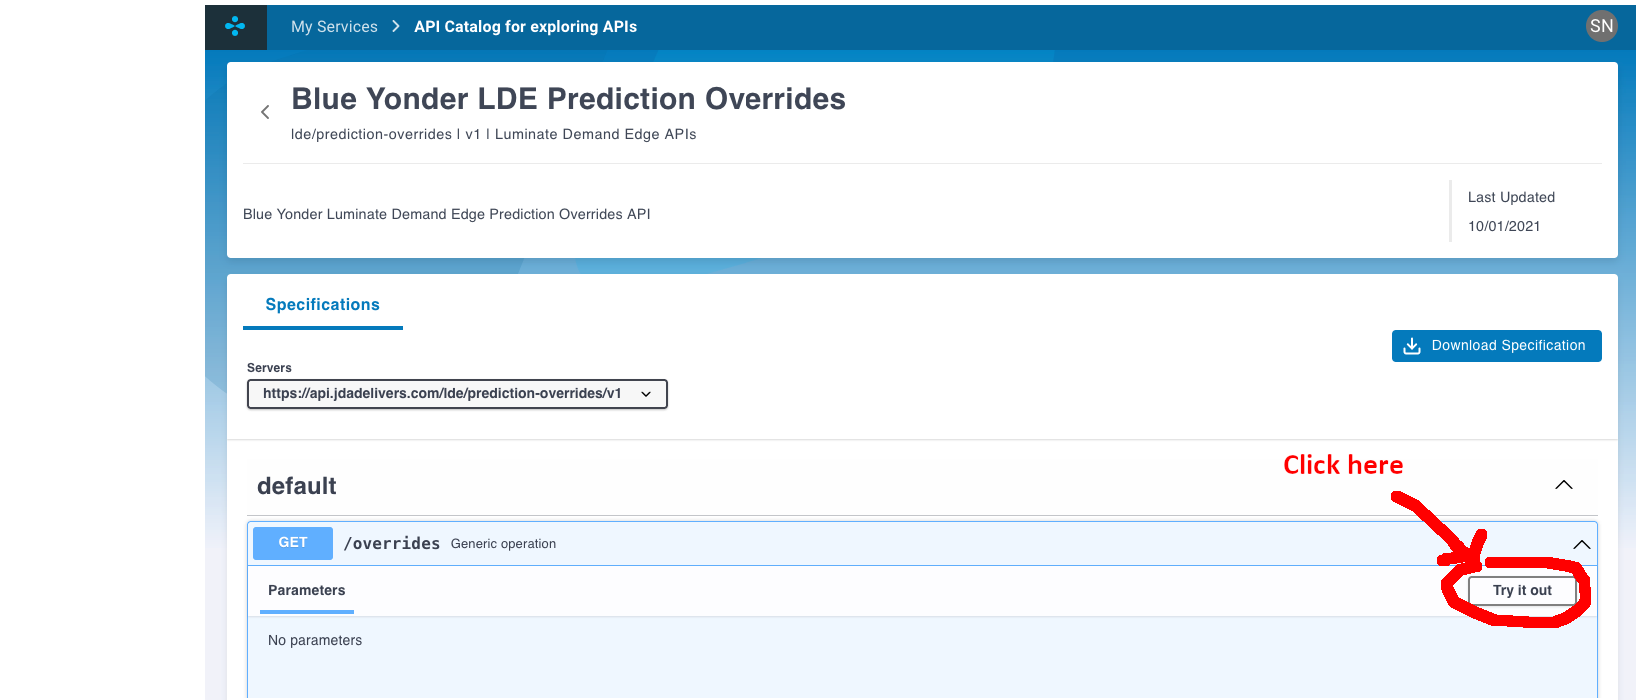 My Services > API Catalog for exploring APIs
SN
Blue Yonder LDE Prediction Overrides
lde/prediction-overrides | v1 | Luminate Demand Edge APIs
Blue Yonder Luminate Demand Edge Prediction Overrides API
Last Updated
10/01/2021
Specifications
Download Specification
Servers
https://api.jdadelivers.com/lde/prediction-overrides/v1
Click here
default
GET /overrides Generic operation
Parameters
Try it out
No parameters